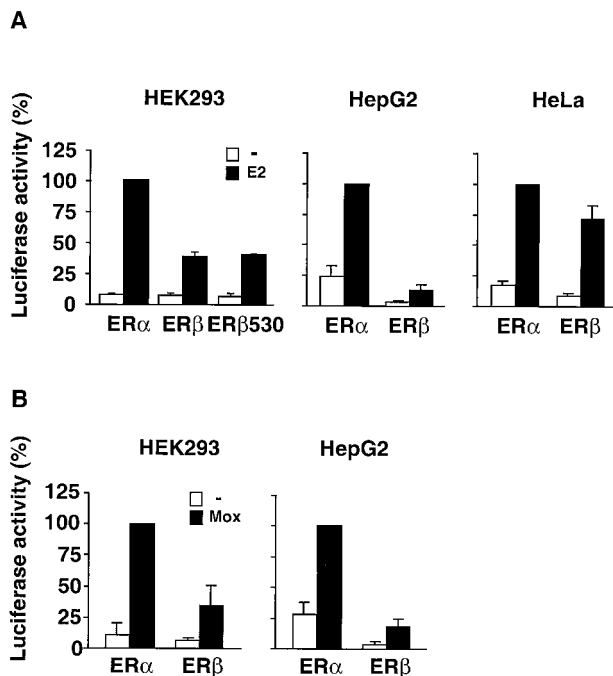 A
HEK293
HepG2
HeLa
Luciferase activity (%)
125
100
75
50
25
0
-
E2
ERα ERβ ERβ530
ERα ERβ
ERα ERβ
B
HEK293
HepG2
Luciferase activity (%)
125
100
75
50
25
0
-
Mox
ERα ERβ
ERα ERβ